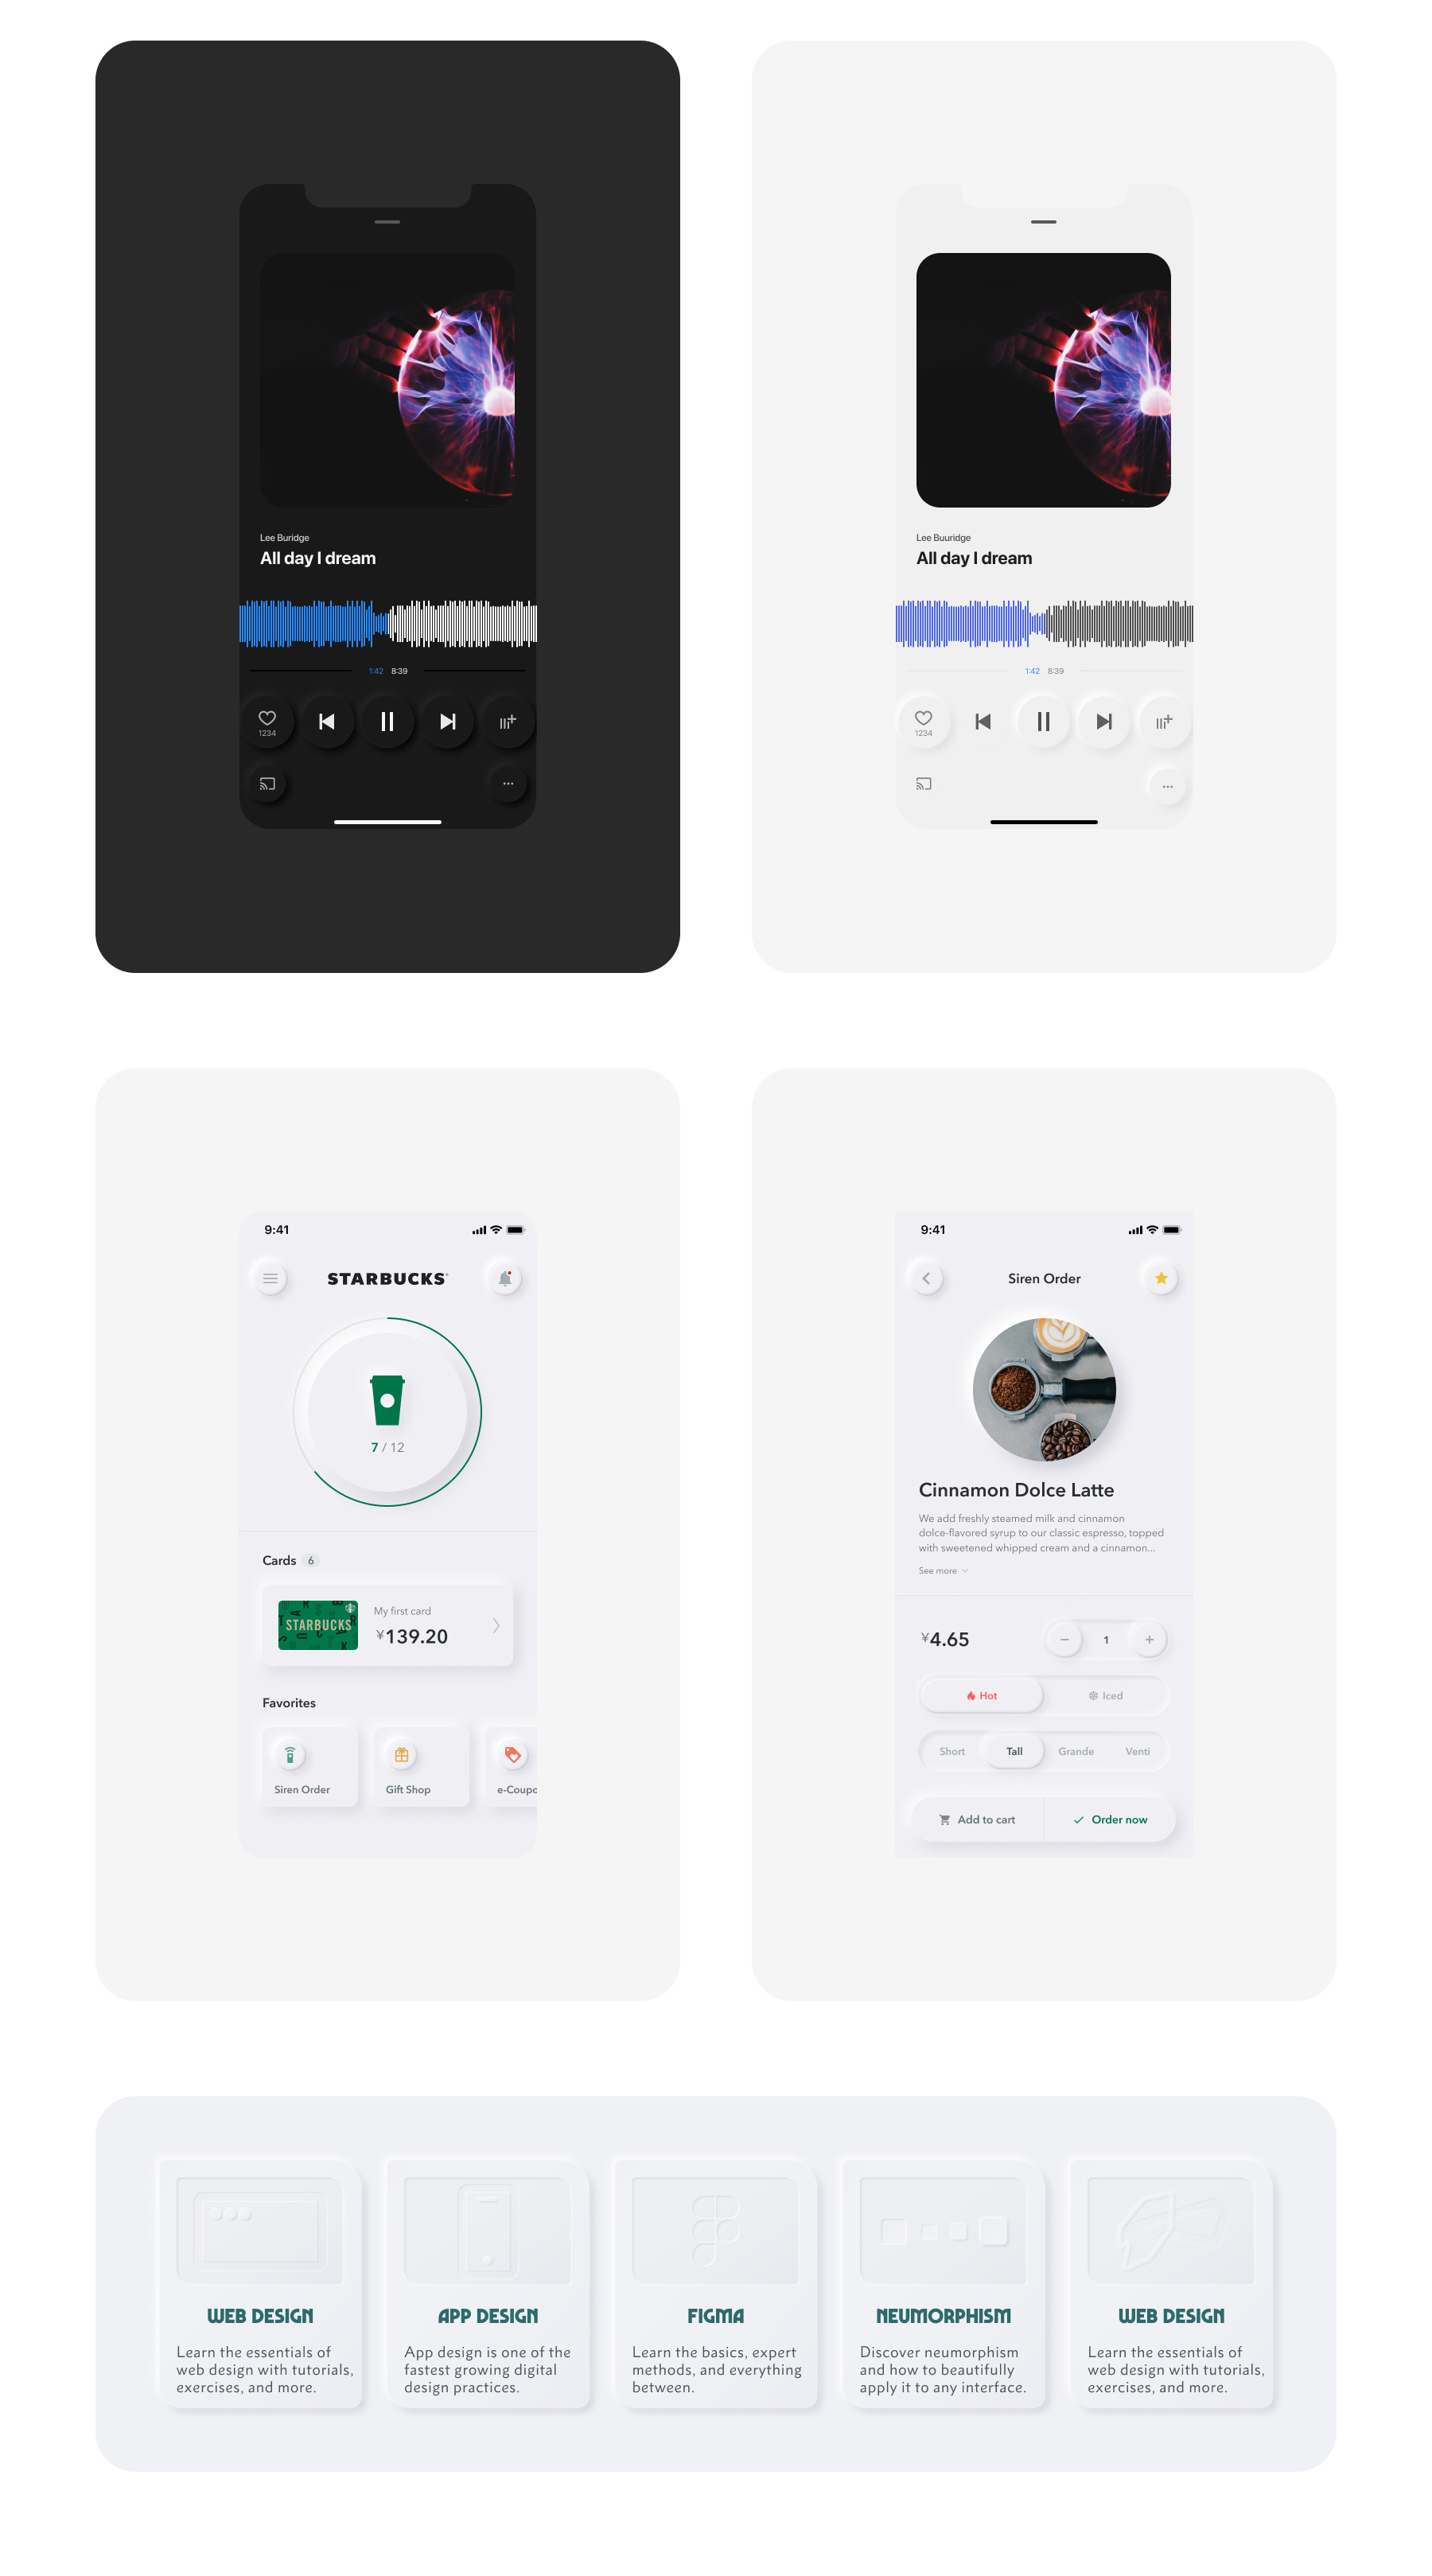 Lee Buridge
All day I dream
1:42 8:39
1234
Lee Buuridge
All day I dream
1:42 8:39
1234
9:41
STARBUCKS
7 / 12
Cards 6
STARBUCKS
My first card
¥139.20
Favorites
Siren Order
Gift Shop
e-Coupo
9:41
Siren Order
Cinnamon Dolce Latte
We add freshly steamed milk and cinnamon
dolce-flavored syrup to our classic espresso, topped
with sweetened whipped cream and a cinnamon...
See more
¥4.65
− 1 +
Hot Iced
Short Tall Grande Venti
Add to cart Order now
WEB DESIGN
Learn the essentials of
web design with tutorials,
exercises, and more.
APP DESIGN
App design is one of the
fastest growing digital
design practices.
FIGMA
Learn the basics, expert
methods, and everything
between.
NEUMORPHISM
Discover neumorphism
and how to beautifully
apply it to any interface.
WEB DESIGN
Learn the essentials of
web design with tutorials,
exercises, and more.